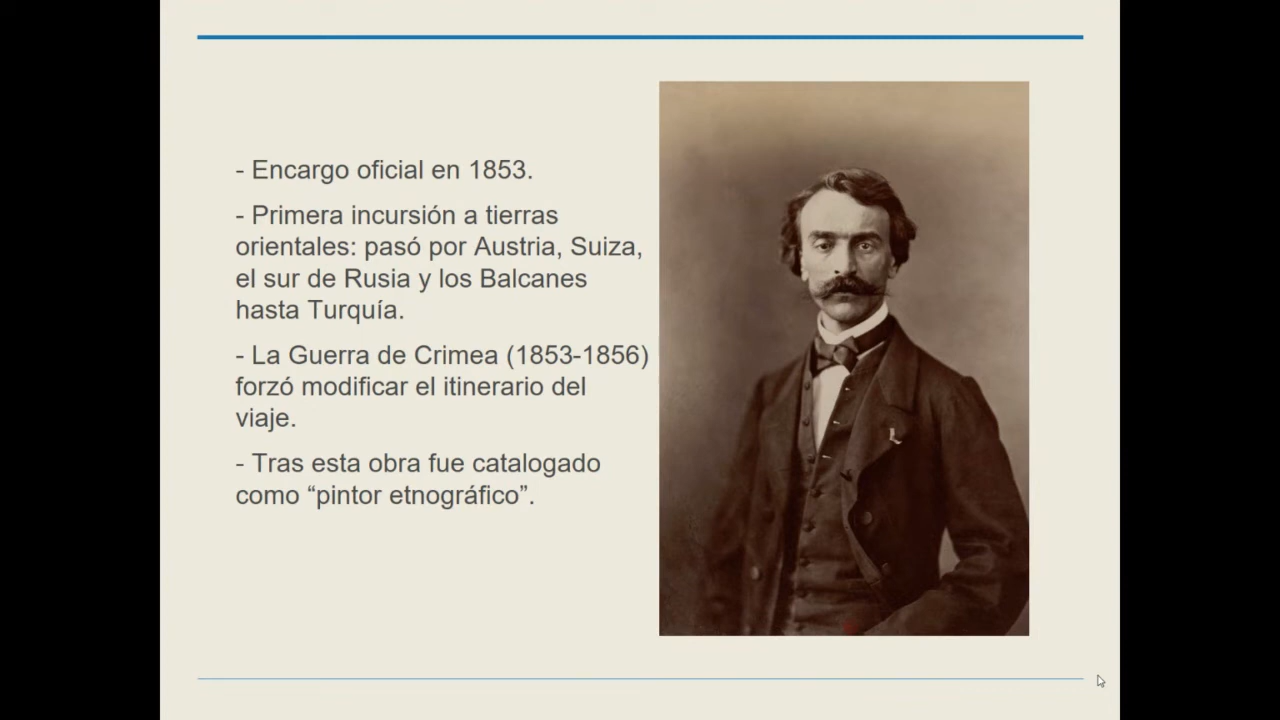 - Encargo oficial en 1853.
- Primera incursión a tierras
orientales: pasó por Austria, Suiza,
el sur de Rusia y los Balcanes
hasta Turquía.
- La Guerra de Crimea (1853-1856)
forzó modificar el itinerario del
viaje.
- Tras esta obra fue catalogado
como “pintor etnográfico”.